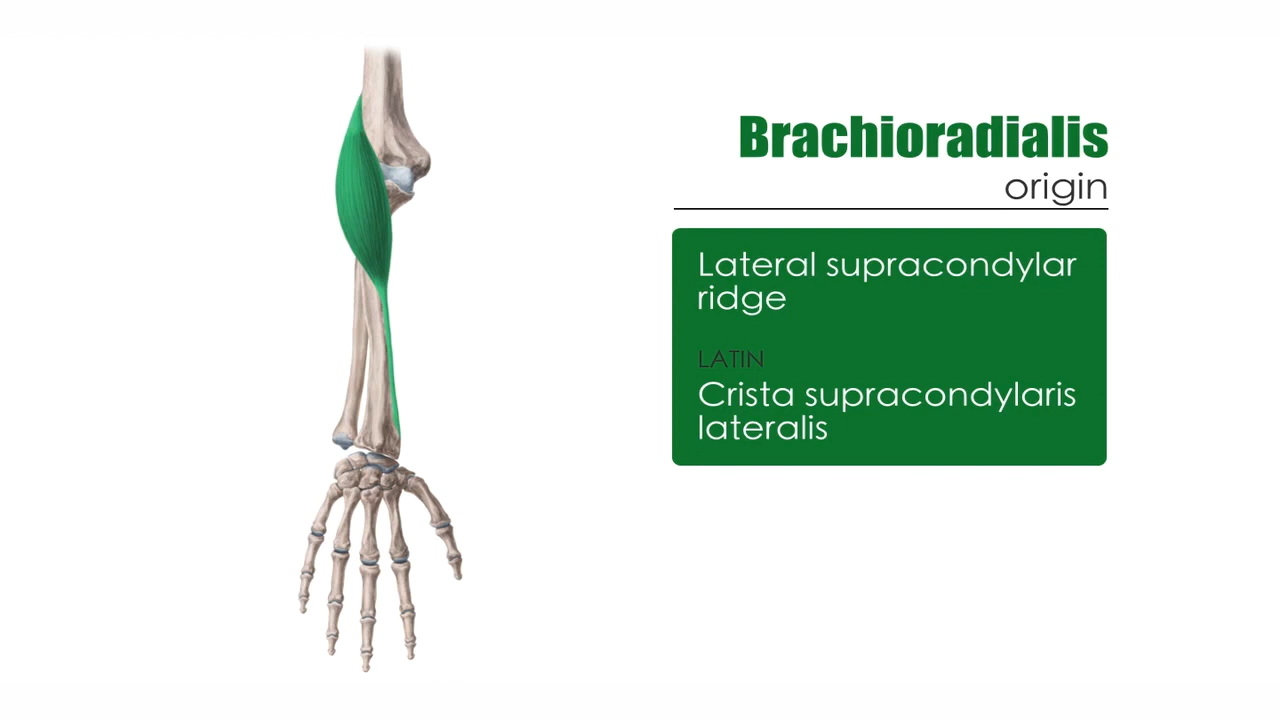 Brachioradialis
origin
Lateral supracondylar
ridge
LATIN
Crista supracondylaris
lateralis